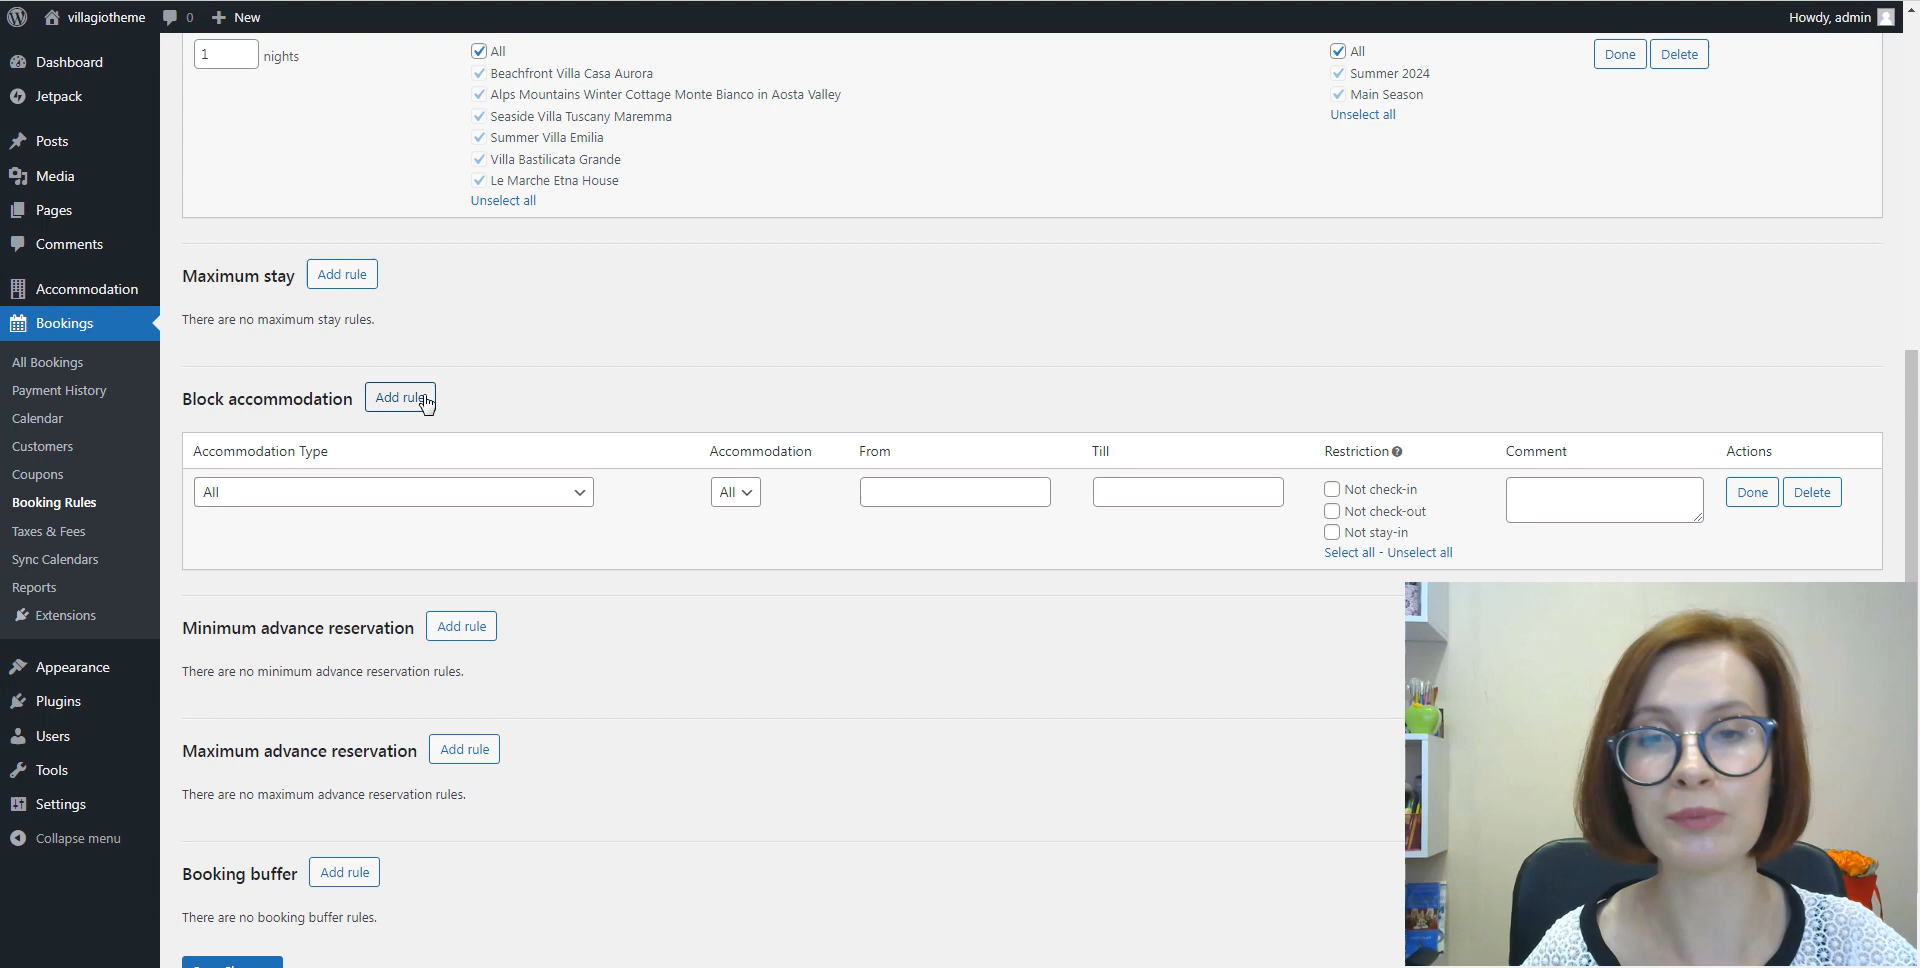 villagiotheme 0 New Howdy, admin
Dashboard
Jetpack
Posts
Media
Pages
Comments
Accommodation
Bookings
All Bookings
Payment History
Calendar
Customers
Coupons
Booking Rules
Taxes & Fees
Sync Calendars
Reports
Extensions
Appearance
Plugins
Users
Tools
Settings
Collapse menu
1 nights
All
Beachfront Villa Casa Aurora
Alps Mountains Winter Cottage Monte Bianco in Aosta Valley
Seaside Villa Tuscany Maremma
Summer Villa Emilia
Villa Bastilicata Grande
Le Marche Etna House
Unselect all
All
Summer 2024
Main Season
Unselect all
Done Delete
Maximum stay Add rule
There are no maximum stay rules.
Block accommodation Add rule
Accommodation Type Accommodation From Till Restriction Comment Actions
All All
Not check-in
Not check-out
Not stay-in
Select all - Unselect all
Done Delete
Minimum advance reservation Add rule
There are no minimum advance reservation rules.
Maximum advance reservation Add rule
There are no maximum advance reservation rules.
Booking buffer Add rule
There are no booking buffer rules.